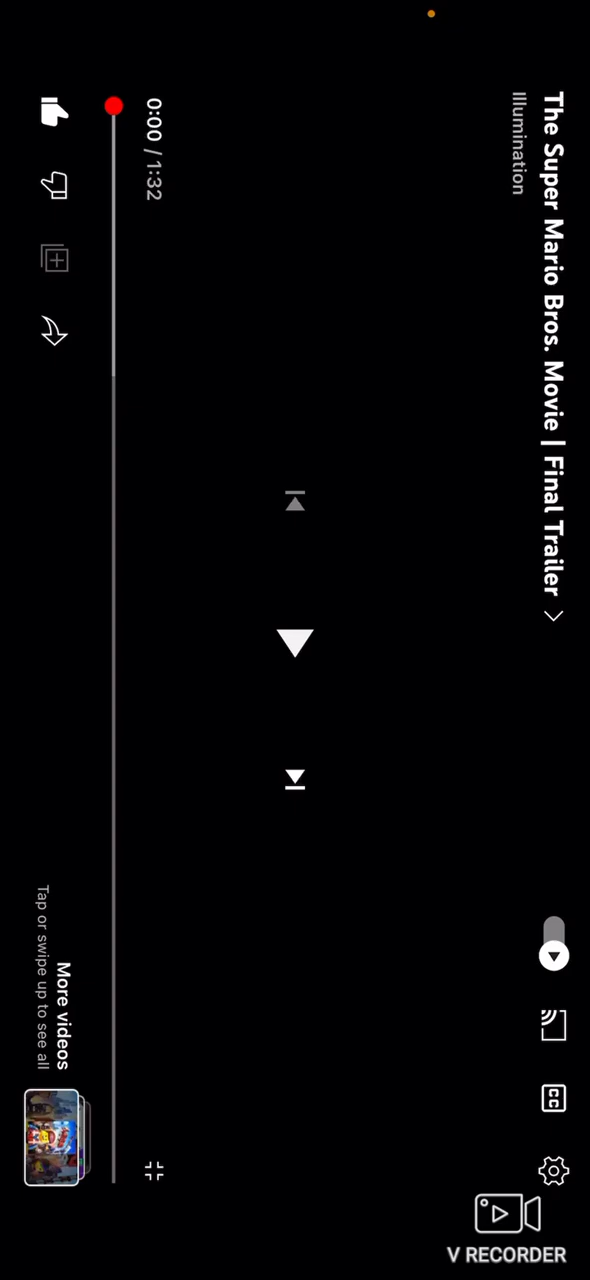 The Super Mario Bros. Movie | Final Trailer
Illumination
CC
0:00 / 1:32
More videos
Tap or swipe up to see all
V RECORDER